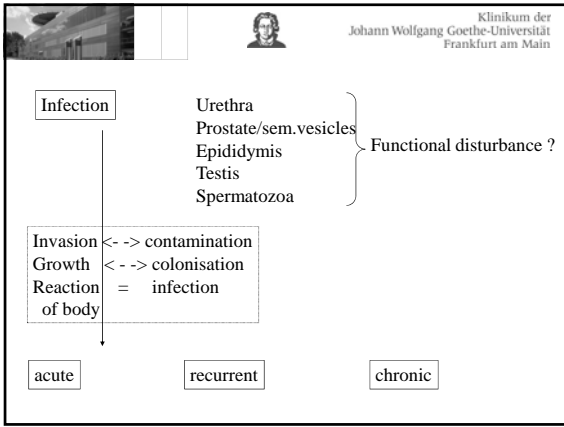 Klinikum der
Johann Wolfgang Goethe-Universität
Frankfurt am Main
Infection
Urethra
Prostate/sem.vesicles
Epididymis
Testis
Spermatozoa
Functional disturbance ?
Invasion <- -> contamination
Growth <- -> colonisation
Reaction = infection
of body
acute recurrent chronic